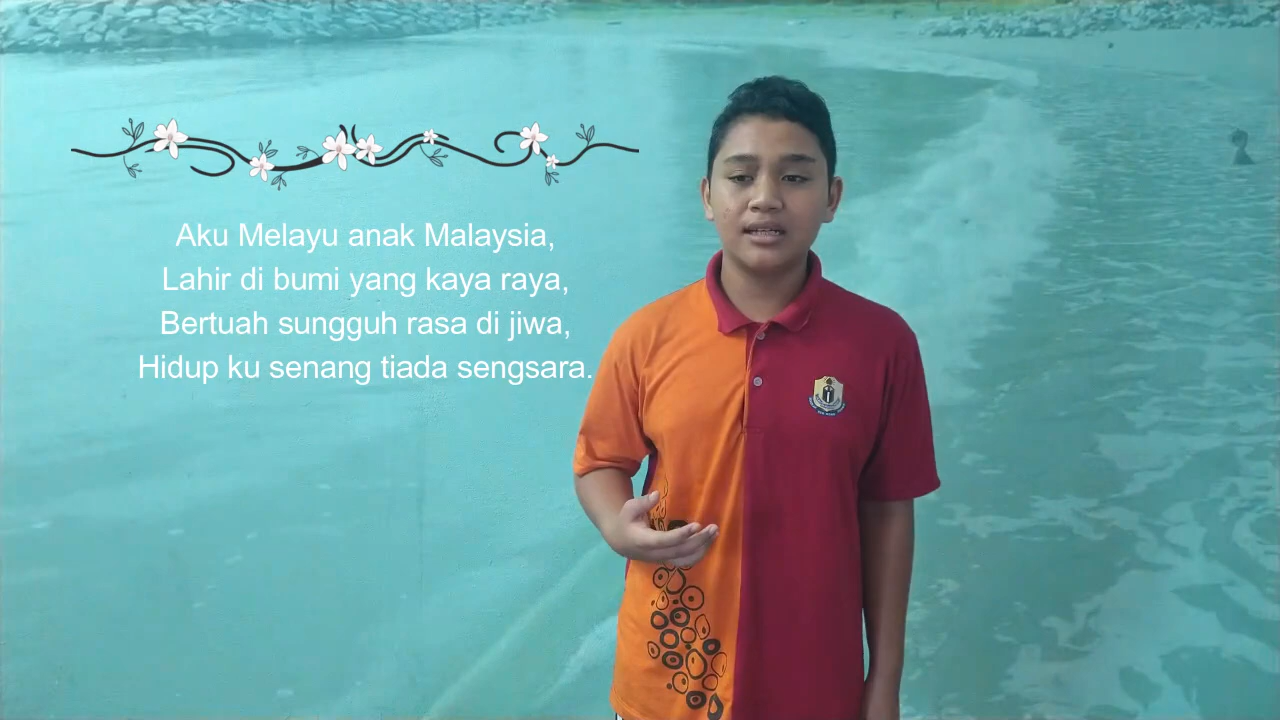 Aku Melayu anak Malaysia,
Lahir di bumi yang kaya raya,
Bertuah sungguh rasa di jiwa,
Hidup ku senang tiada sengsara.